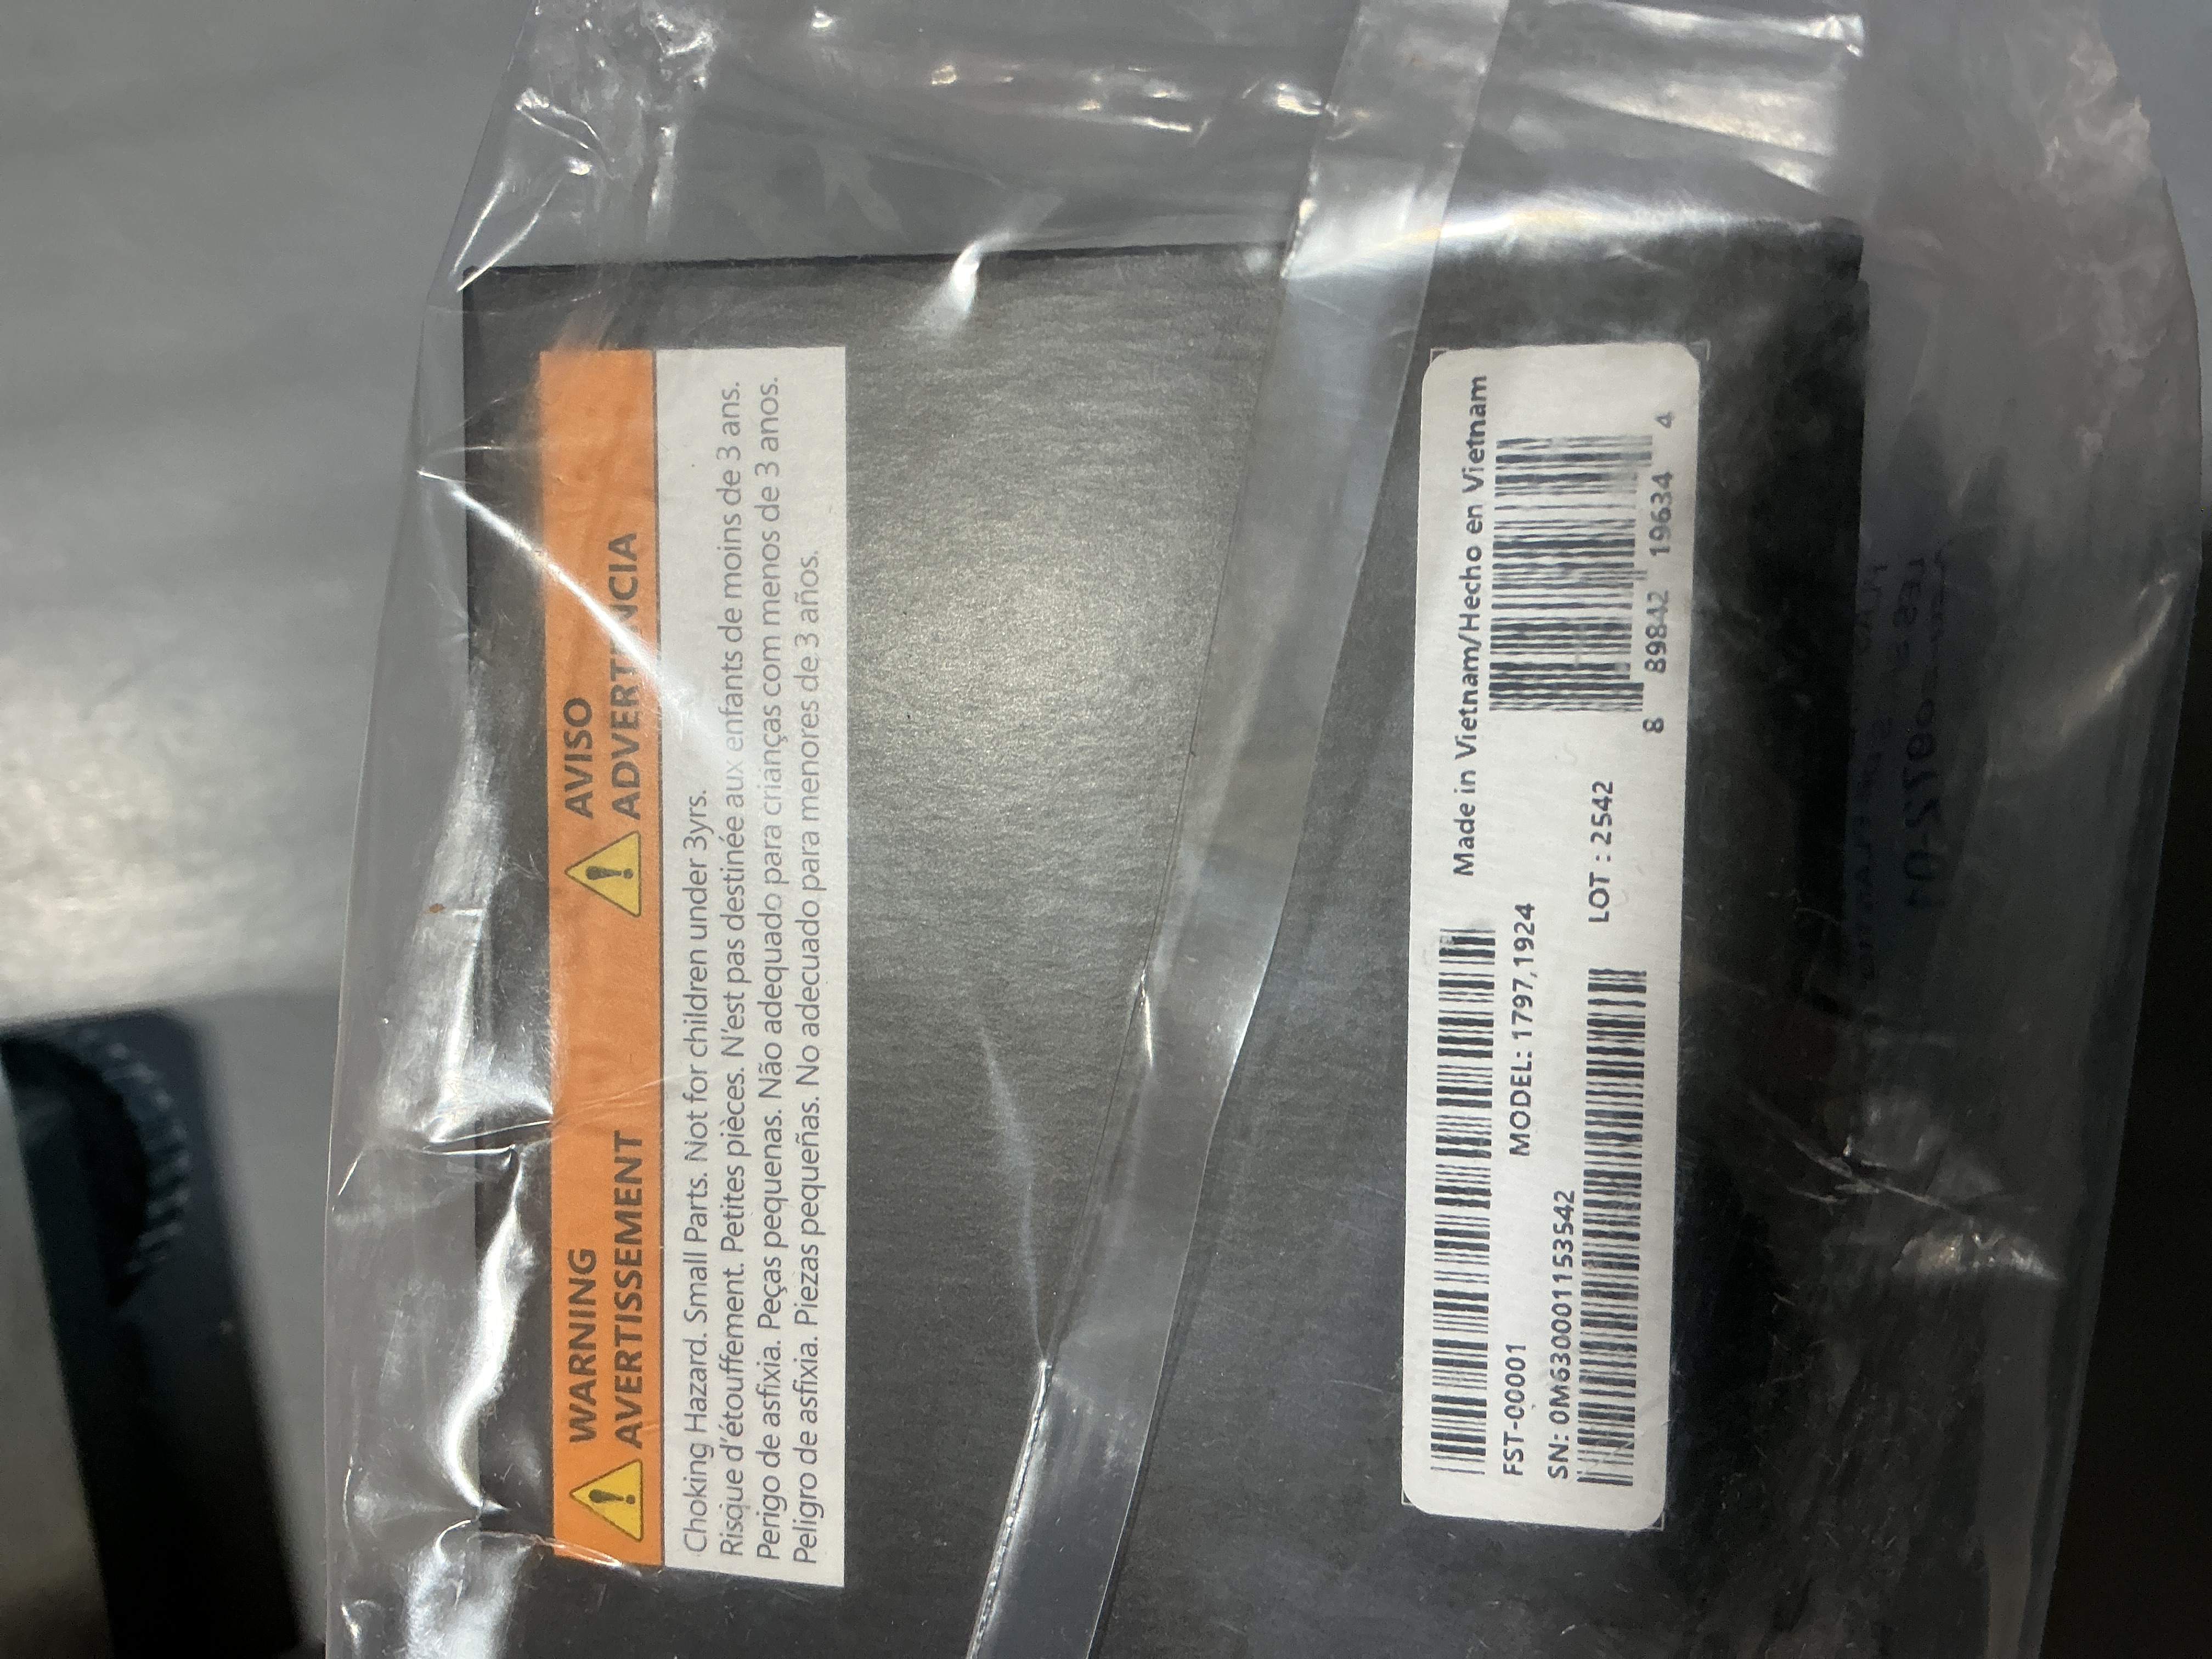 WARNING
AVERTISSEMENT
AVISO
ADVERTENCIA
Choking Hazard. Small Parts. Not for children under 3yrs.
Risque d'étouffement. Petites pièces. N'est pas destinée aux enfants de moins de 3 ans.
Perigo de asfixia. Peças pequenas. Não adequado para crianças com menos de 3 anos.
Peligro de asfixia. Piezas pequeñas. No adecuado para menores de 3 años.
Made in Vietnam/Hecho en Vietnam
FST-00001
MODEL: 1797,1924
SN: 0M63000115354​2
LOT : 2542
8 89842 19634 4